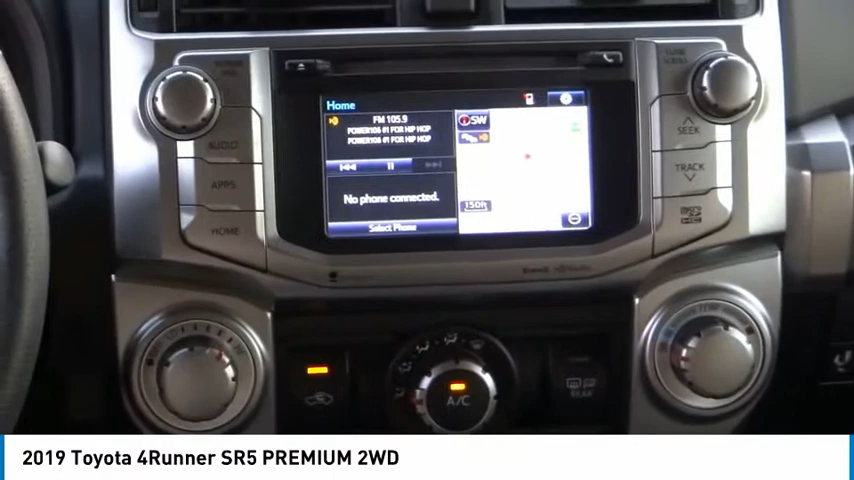 Home
FM 105.9
POWER106 #1 FOR HIP HOP
POWER106 #1 FOR HIP HOP
No phone connected.
Select Phone
SW
150ft
AUDIO
APPS
HOME
SEEK
TRACK
TEMP
A/C
REAR
2019 Toyota 4Runner SR5 PREMIUM 2WD